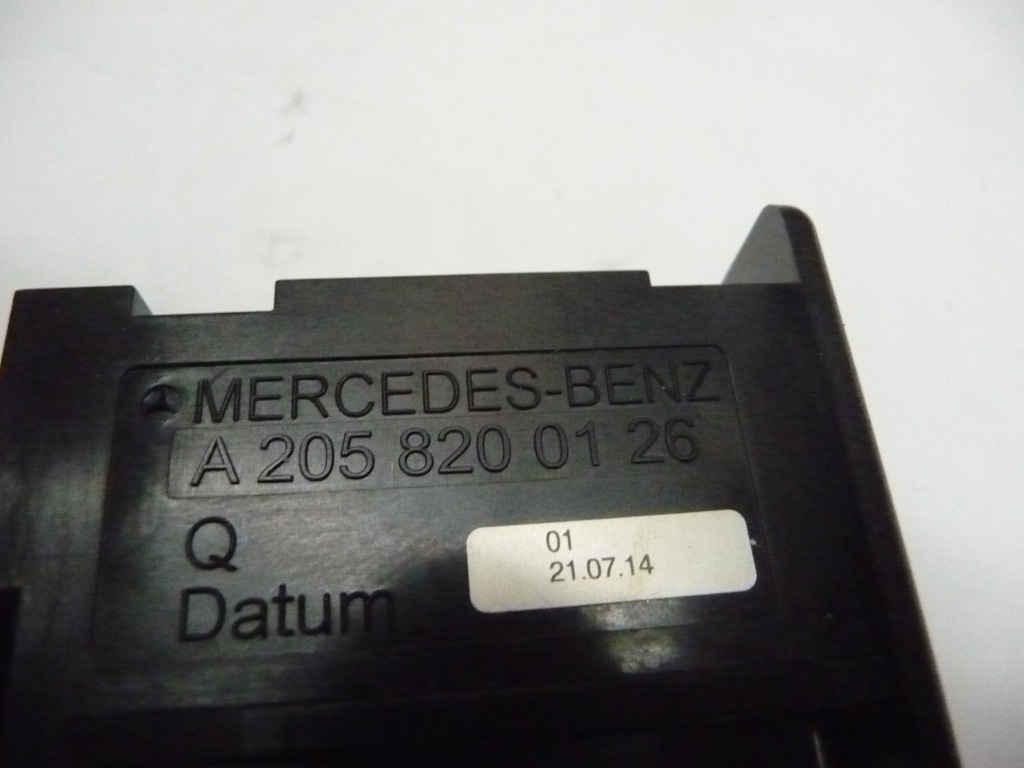 MERCEDES-BENZ
A 205 820 01 26
Q
01
Datum
21.07.14